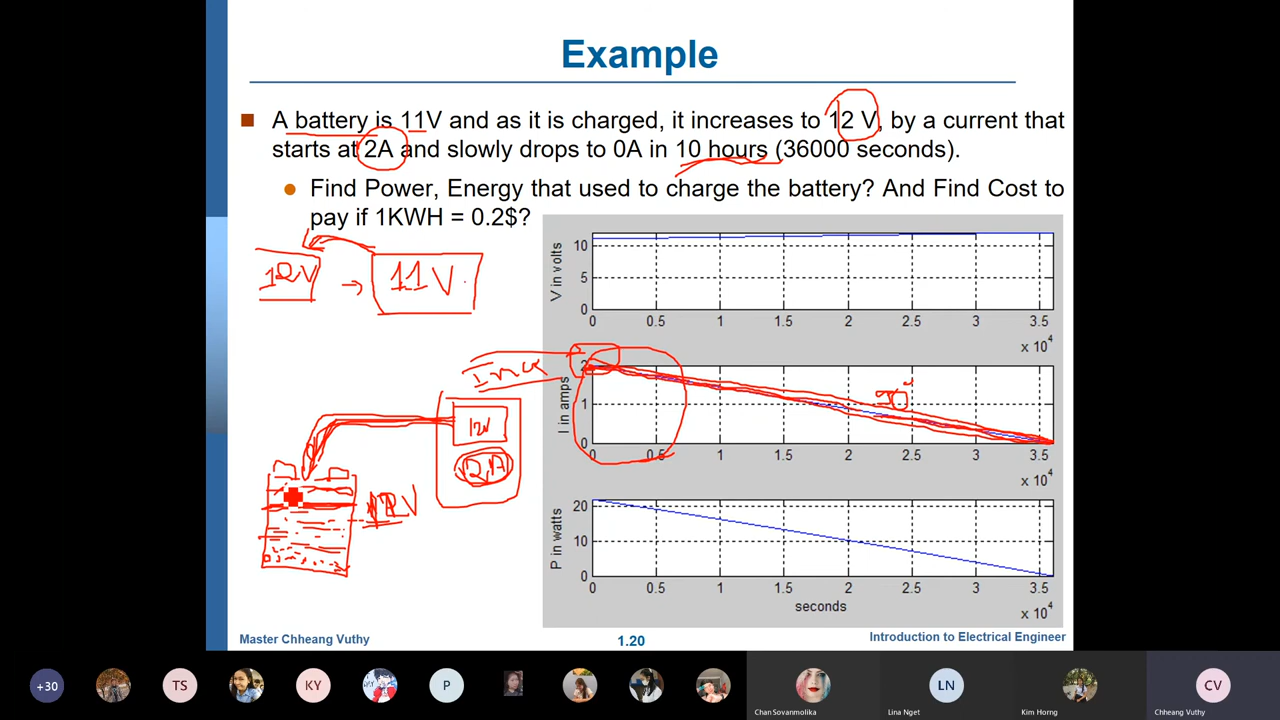 Example
A battery is 11V and as it is charged, it increases to 12 V, by a current that
starts at 2A and slowly drops to 0A in 10 hours (36000 seconds).
Find Power, Energy that used to charge the battery? And Find Cost to
pay if 1KWH = 0.2$?
12V → 11V
V in volts
10
5
0
0 0.5 1 1.5 2 2.5 3 3.5
x 10⁴
I in amps
2
1
0
0 0.5 1 1.5 2 2.5 3 3.5
x 10⁴
12V
2A
12V
P in watts
20
10
0
0 0.5 1 1.5 2 2.5 3 3.5
seconds
x 10⁴
Master Chheang Vuthy
1.20
Introduction to Electrical Engineer
+30
TS
KY
P
LN
CV
Chan Sovanmolika
Lina Nget
Kim Horng
Chheang Vuthy